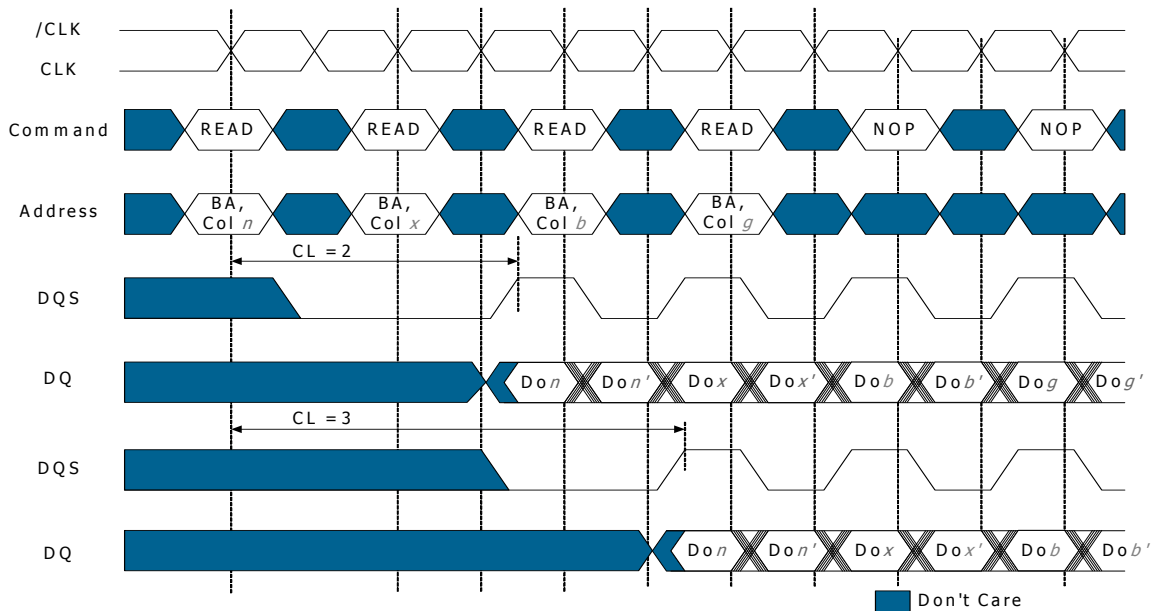 /CLK
CLK
Command READ READ READ READ NOP NOP
Address BA, Col n BA, Col x BA, Col b BA, Col g
CL = 2
DQS
DQ Do n Do n' Do x Do x' Do b Do b' Do g Do g'
CL = 3
DQS
DQ Do n Do n' Do x Do x' Do b Do b'
Don't Care